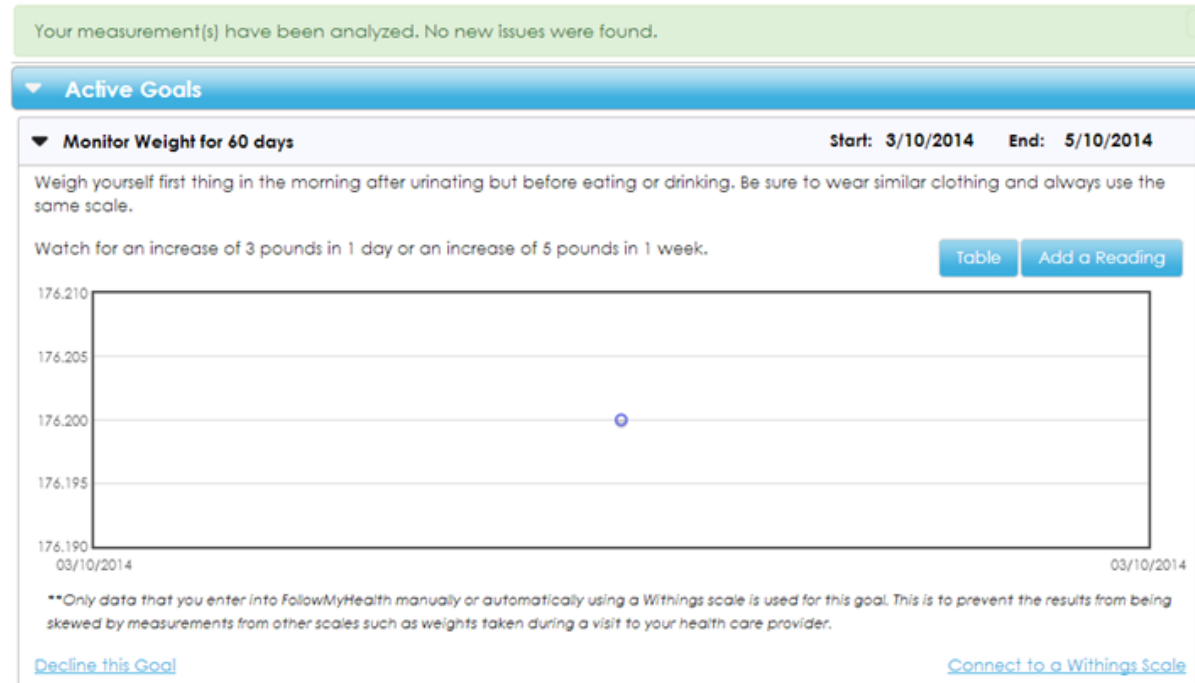 Your measurement(s) have been analyzed. No new issues were found.
Active Goals
Monitor Weight for 60 days Start: 3/10/2014 End: 5/10/2014
Weigh yourself first thing in the morning after urinating but before eating or drinking. Be sure to wear similar clothing and always use the
same scale.
Watch for an increase of 3 pounds in 1 day or an increase of 5 pounds in 1 week.
Table Add a Reading
176.210
176.205
176.200
176.195
176.190
03/10/2014 03/10/2014
**Only data that you enter into FollowMyHealth manually or automatically using a Withings scale is used for this goal. This is to prevent the results from being
skewed by measurements from other scales such as weights taken during a visit to your health care provider.
Decline this Goal Connect to a Withings Scale